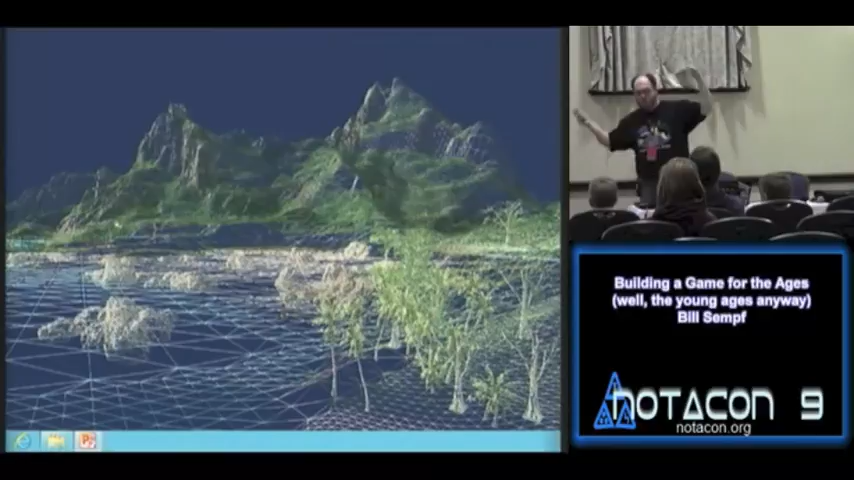 Building a Game for the Ages
(well, the young ages anyway)
Bill Sempf
NOTACON 9
notacon.org